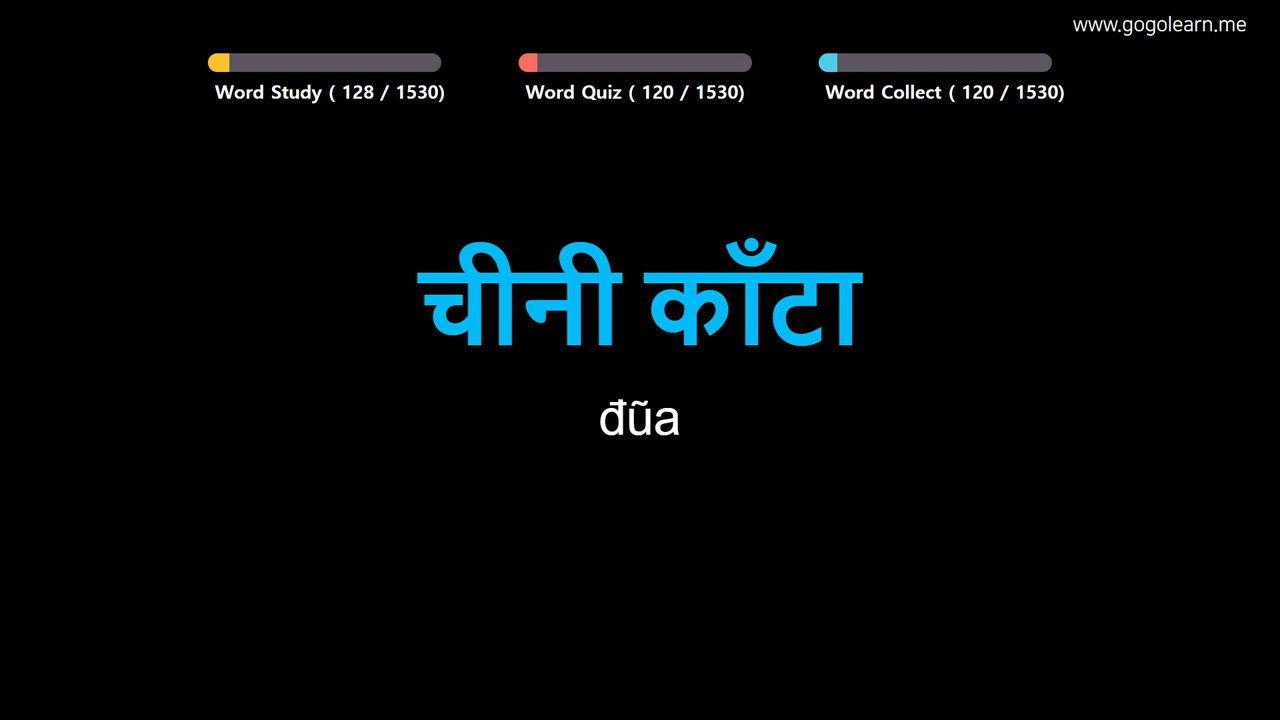 www.gogolearn.me
Word Study ( 128 / 1530)
Word Quiz ( 120 / 1530)
Word Collect ( 120 / 1530)
चीनी काँटा
đũa